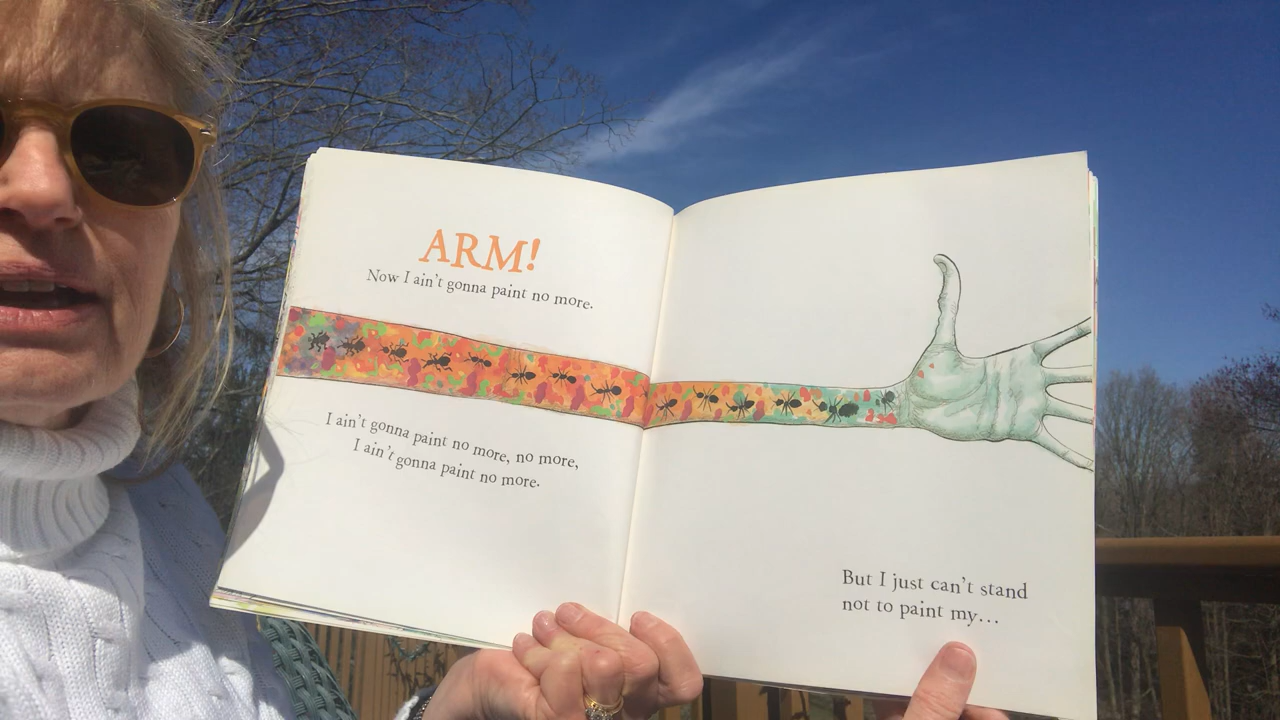 ARM!
Now I ain't gonna paint no more.
I ain't gonna paint no more, no more,
I ain't gonna paint no more.
But I just can't stand
not to paint my...